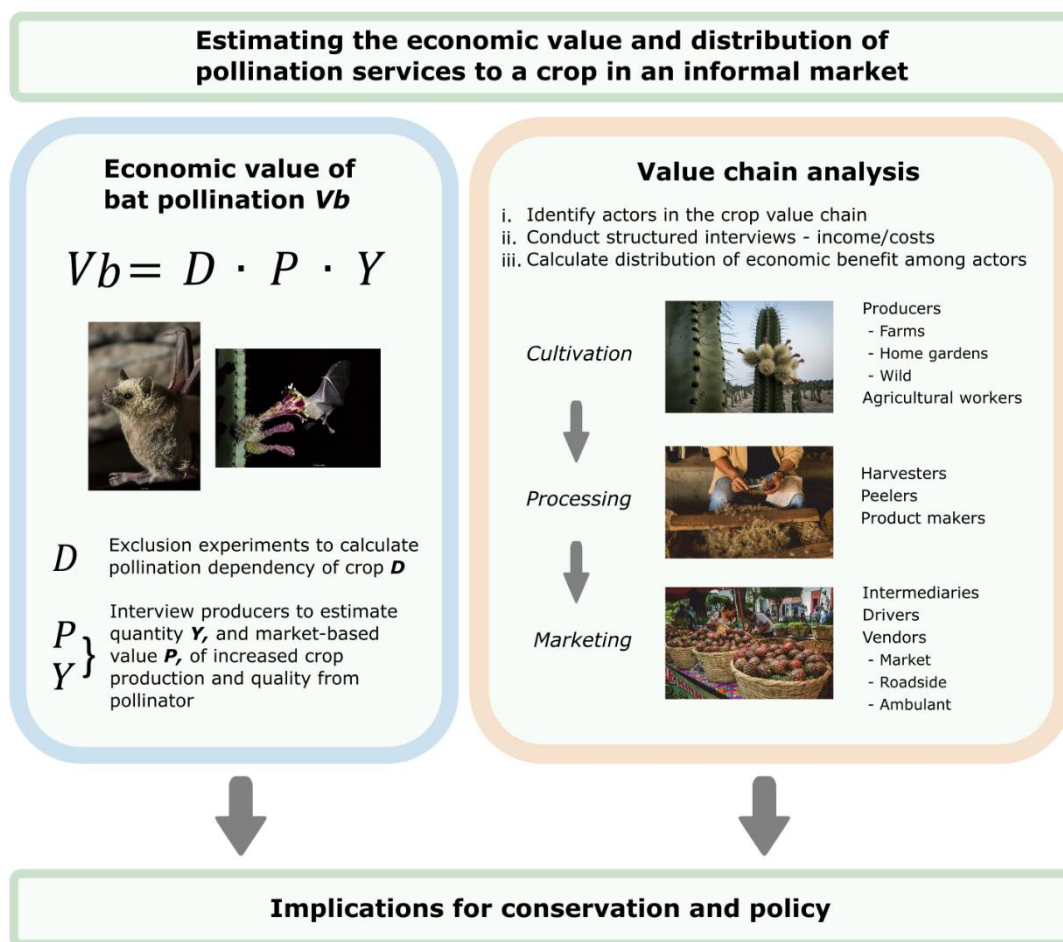 Estimating the economic value and distribution of
pollination services to a crop in an informal market
Economic value of
bat pollination Vb
Vb = D · P · Y
D
Exclusion experiments to calculate
pollination dependency of crop D
P
Y
}
Interview producers to estimate
quantity Y, and market-based
value P, of increased crop
production and quality from
pollinator
Value chain analysis
i. Identify actors in the crop value chain
ii. Conduct structured interviews - income/costs
iii. Calculate distribution of economic benefit among actors
Cultivation
Producers
- Farms
- Home gardens
- Wild
Agricultural workers
Processing
Harvesters
Peelers
Product makers
Marketing
Intermediaries
Drivers
Vendors
- Market
- Roadside
- Ambulant
Implications for conservation and policy